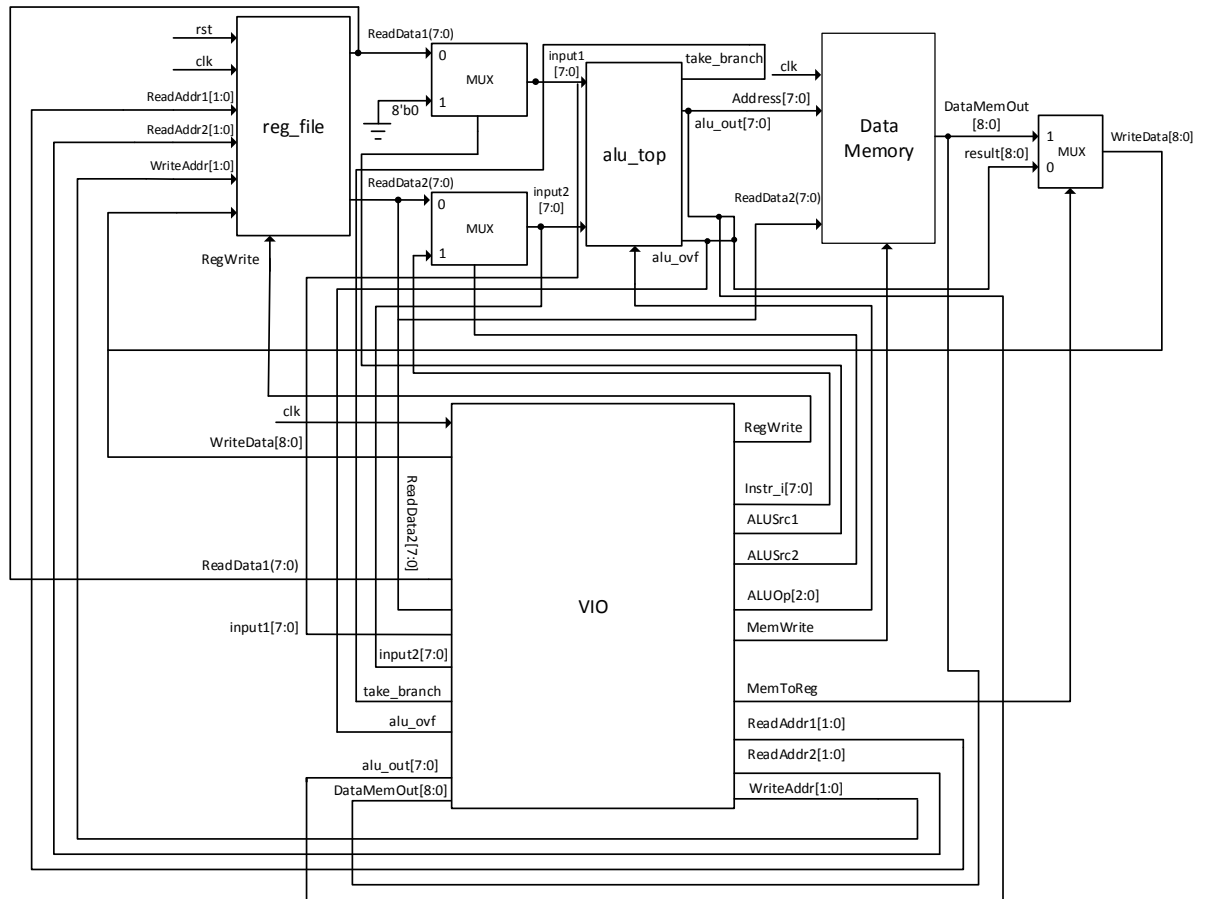 rst
clk
ReadAddr1[1:0]
ReadAddr2[1:0]
WriteAddr[1:0]
reg_file
RegWrite
ReadData1(7:0)
0
MUX
1
8'b0
ReadData2(7:0)
0
MUX
1
input1
[7:0]
input2
[7:0]
alu_top
take_branch
clk
Address[7:0]
alu_out[7:0]
alu_ovf
ReadData2(7:0)
Data
Memory
DataMemOut
[8:0]
result[8:0]
1
MUX
0
WriteData[8:0]
clk
WriteData[8:0]
ReadData2[7:0]
ReadData1(7:0)
input1[7:0]
input2[7:0]
take_branch
alu_ovf
alu_out[7:0]
DataMemOut[8:0]
VIO
RegWrite
Instr_i[7:0]
ALUSrc1
ALUSrc2
ALUOp[2:0]
MemWrite
MemToReg
ReadAddr1[1:0]
ReadAddr2[1:0]
WriteAddr[1:0]